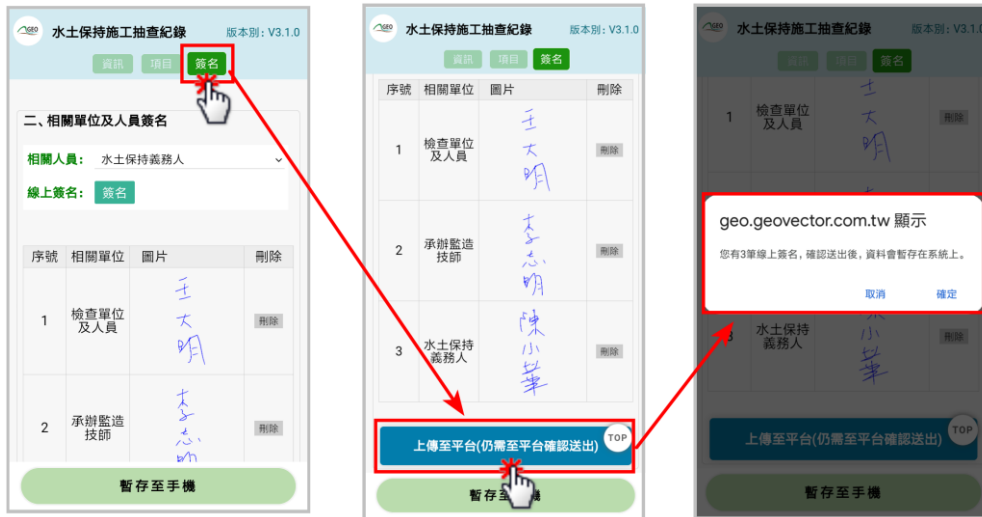 GEO
水土保持施工抽查紀錄
版本別: V3.1.0
資訊
項目
簽名
二、相關單位及人員簽名
相關人員: 水土保持義務人
線上簽名: 簽名
序號 相關單位 圖片 刪除
1 檢查單位及人員 王大明 刪除
2 承辦監造技師 李志明 刪除
暫存至手機
GEO
水土保持施工抽查紀錄
版本別: V3.1.0
資訊
項目
簽名
序號 相關單位 圖片 刪除
1 檢查單位及人員 王大明 刪除
2 承辦監造技師 李志明 刪除
3 水土保持義務人 陳小華 刪除
上傳至平台(仍需至平台確認送出)
TOP
暫存至手機
GEO
水土保持施工抽查紀錄
版本別: V3.1.0
資訊
項目
簽名
1 檢查單位及人員 王大明 刪除
geo.geovector.com.tw 顯示
您有3筆線上簽名, 確認送出後, 資料會暫存在系統上。
取消
確定
3 水土保持義務人 小華 刪除
上傳至平台(仍需至平台確認送出)
TOP
暫存至手機